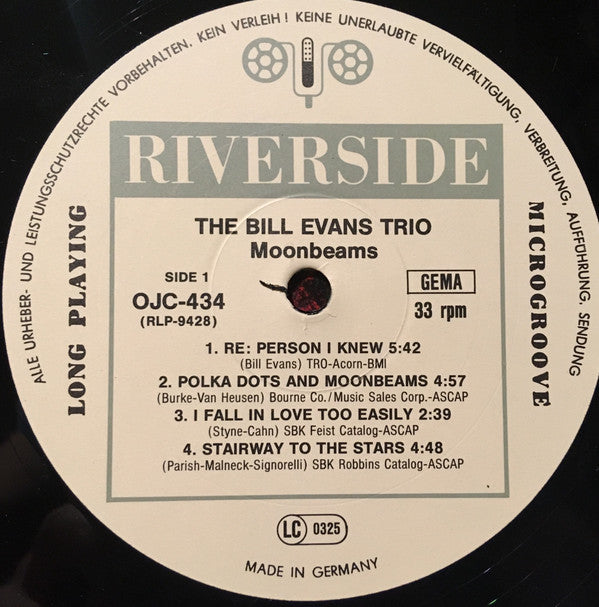 ALLE URHEBER- UND LEISTUNGSSCHUTZRECHTE VORBEHALTEN. KEIN VERLEIH! KEINE UNERLAUBTE VERVIELFÄLTIGUNG, VERBREITUNG, AUFFÜHRUNG, SENDUNG
RIVERSIDE
LONG PLAYING
MICROGROOVE
THE BILL EVANS TRIO
Moonbeams
SIDE 1
OJC-434
(RLP-9428)
GEMA
33 rpm
1. RE: PERSON I KNEW 5:42
(Bill Evans) TRO-Acorn-BMI
2. POLKA DOTS AND MOONBEAMS 4:57
(Burke-Van Heusen) Bourne Co./Music Sales Corp.-ASCAP
3. I FALL IN LOVE TOO EASILY 2:39
(Styne-Cahn) SBK Feist Catalog-ASCAP
4. STAIRWAY TO THE STARS 4:48
(Parish-Malneck-Signorelli) SBK Robbins Catalog-ASCAP
LC 0325
MADE IN GERMANY